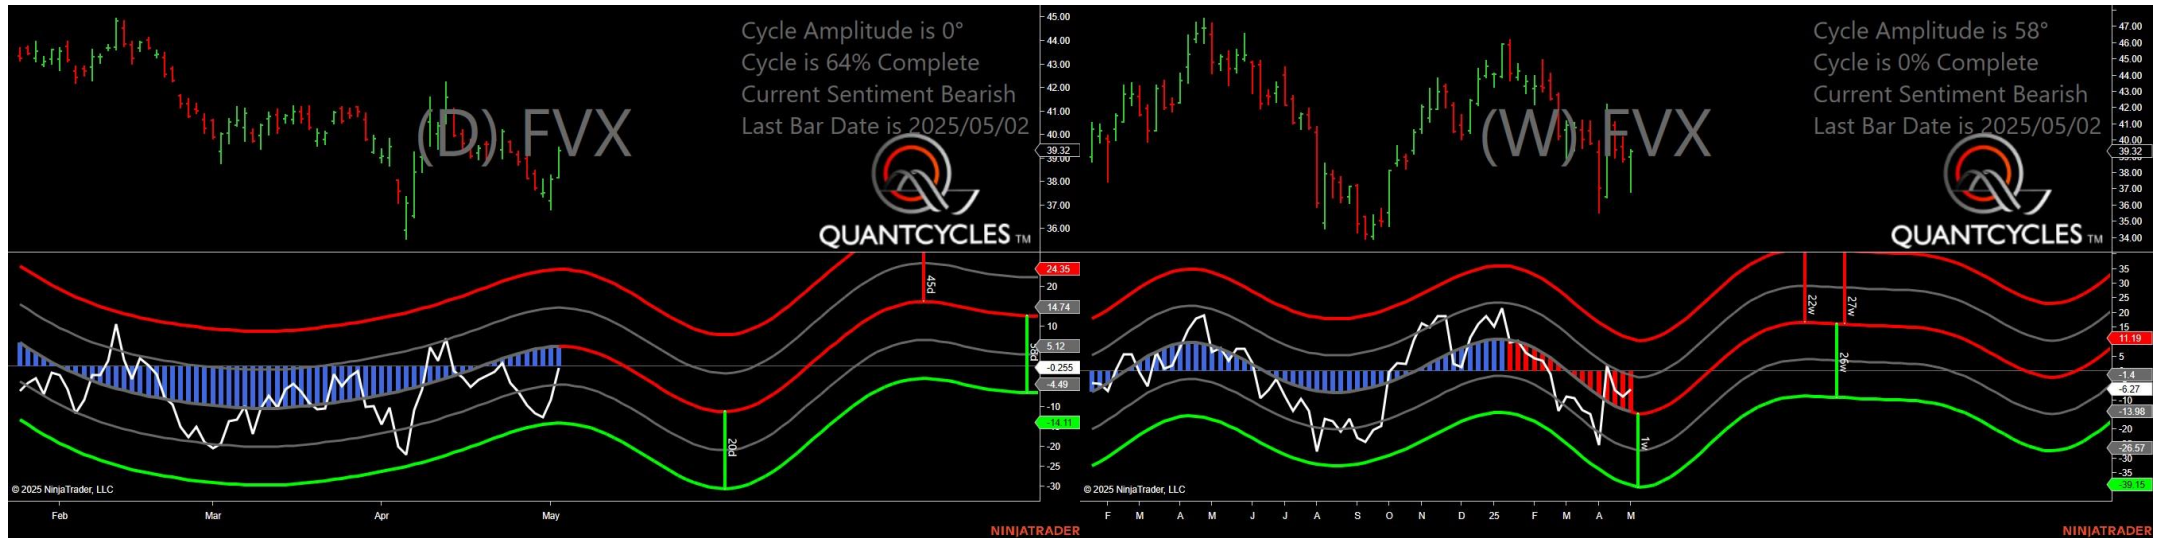 Cycle Amplitude is 0°
Cycle is 64% Complete
Current Sentiment Bearish
Last Bar Date is 2025/05/02
(D) FVX
QUANTCYCLES TM
45.00
44.00
43.00
42.00
41.00
40.00
39.32
39.00
38.00
37.00
36.00
24.35
20
14.74
10
5.12
-0.255
-4.49
-10
-14.11
-20
-25
-30
45d
20d
© 2025 NinjaTrader, LLC
Feb Mar Apr May
NINJATRADER
Cycle Amplitude is 58°
Cycle is 0% Complete
Current Sentiment Bearish
Last Bar Date is 2025/05/02
(W) FVX
QUANTCYCLES TM
47.00
46.00
45.00
44.00
43.00
42.00
41.00
40.00
39.32
38.00
37.00
36.00
35.00
34.00
35
30
25
20
15
11.19
5
-1.4
-6.27
-10
-13.98
-20
-26.57
-30
-35
-39.15
22w
27w
26w
1w
© 2025 NinjaTrader, LLC
F M A M J J A S O N D 25 F M A M
NINJATRADER